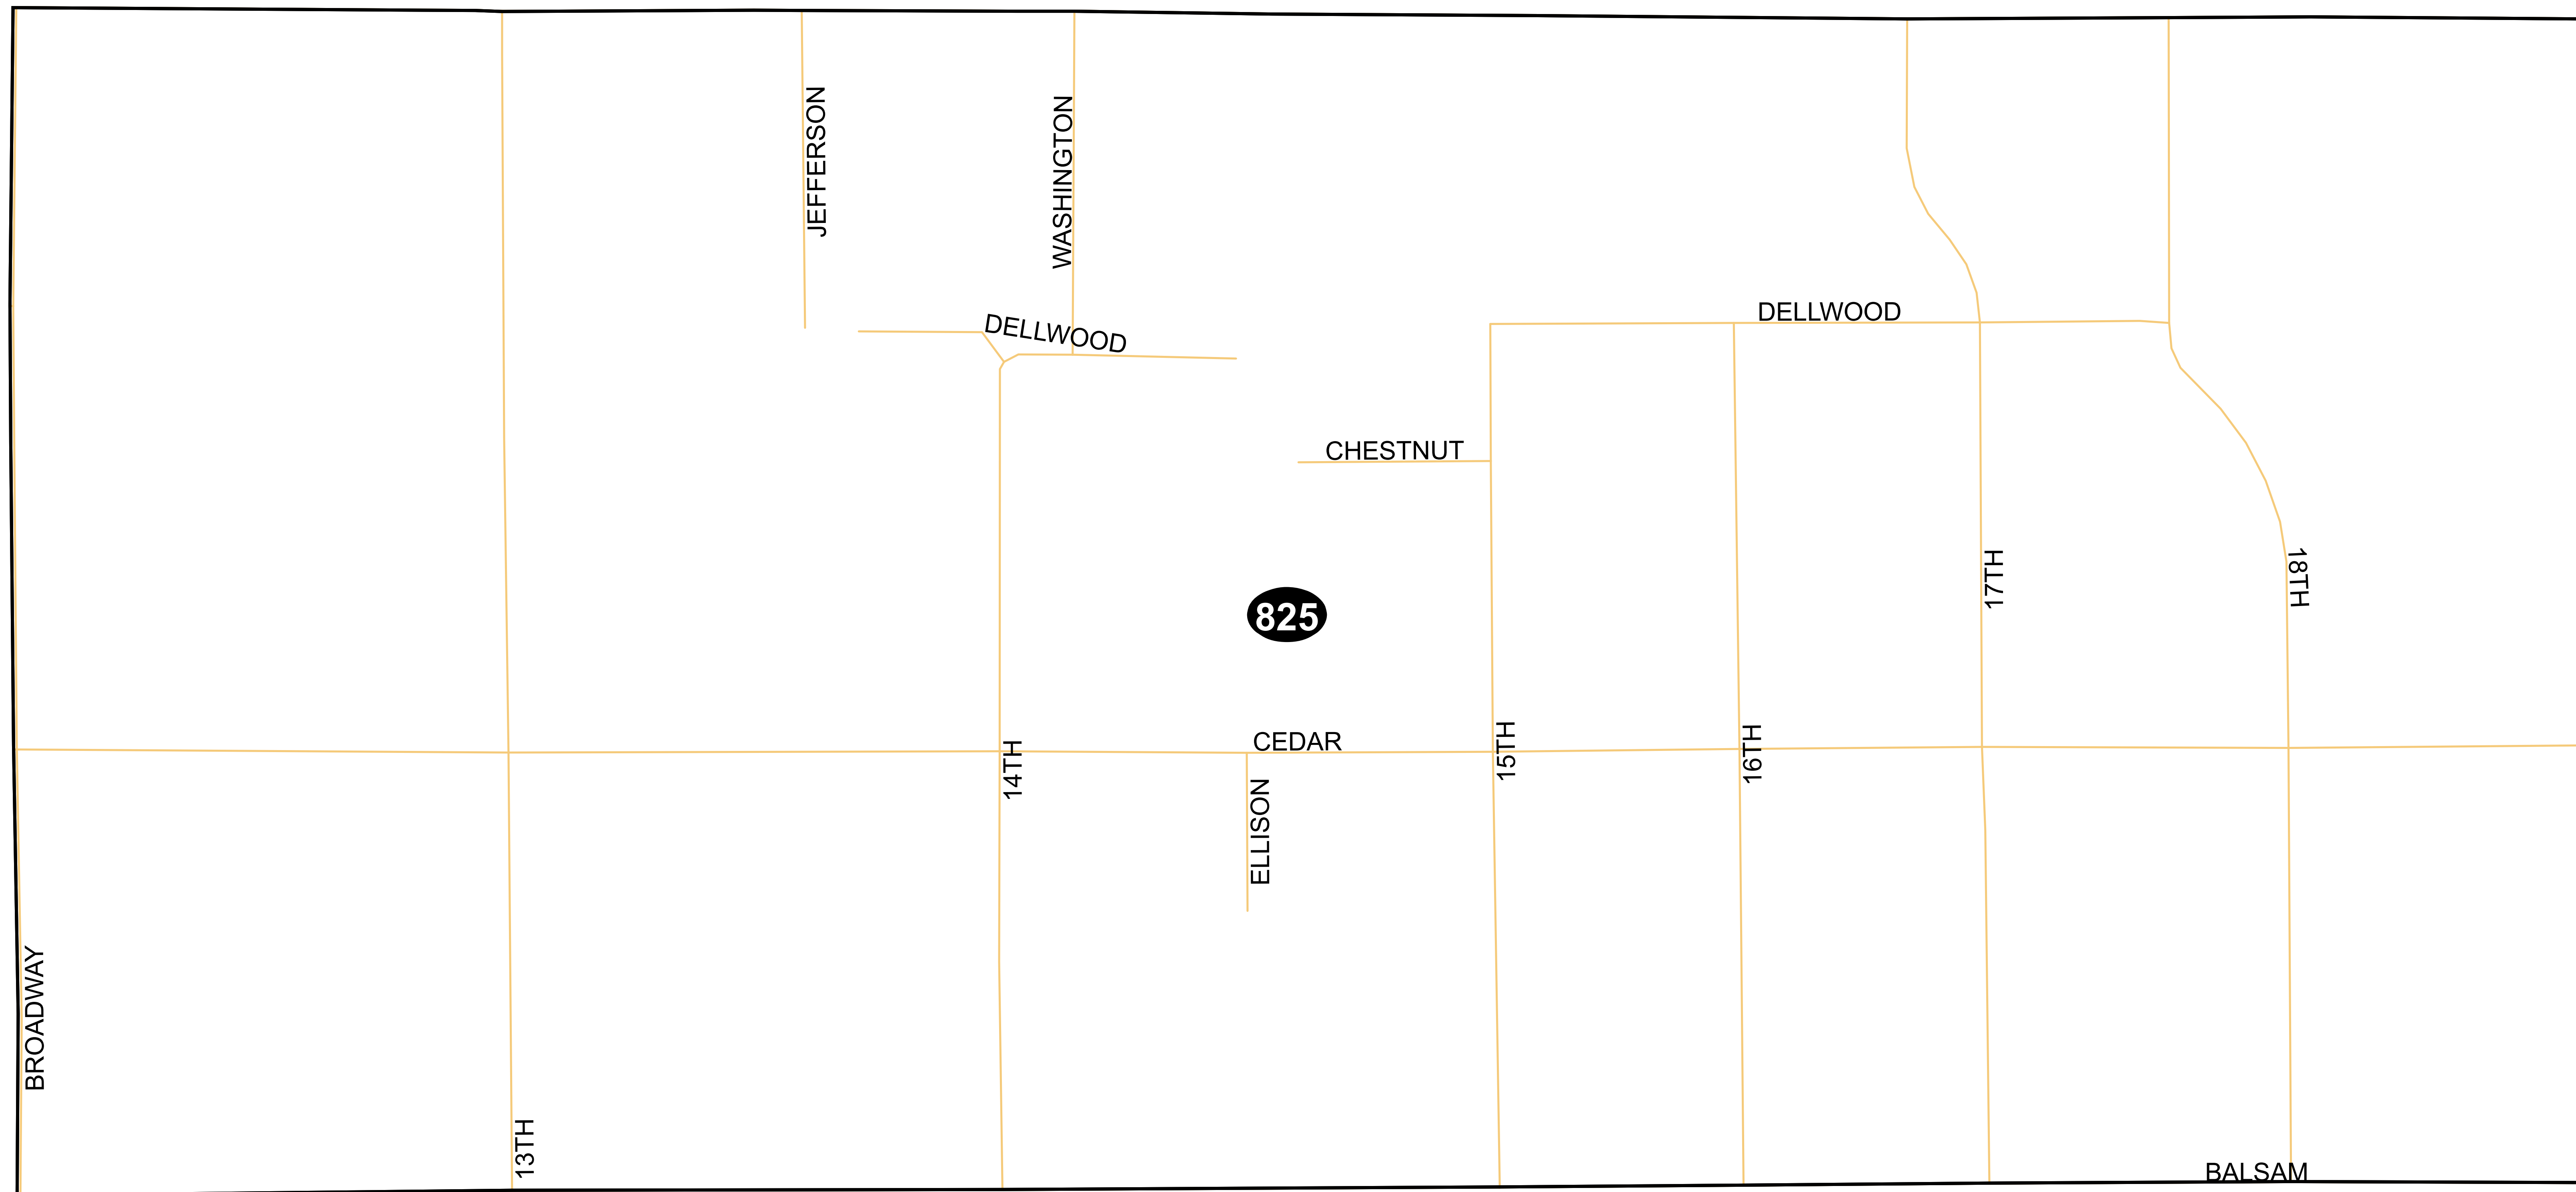 JEFFERSON
WASHINGTON
DELLWOOD
DELLWOOD
CHESTNUT
17TH
18TH
825
CEDAR
14TH
15TH
16TH
ELLISON
BROADWAY
13TH
BALSAM